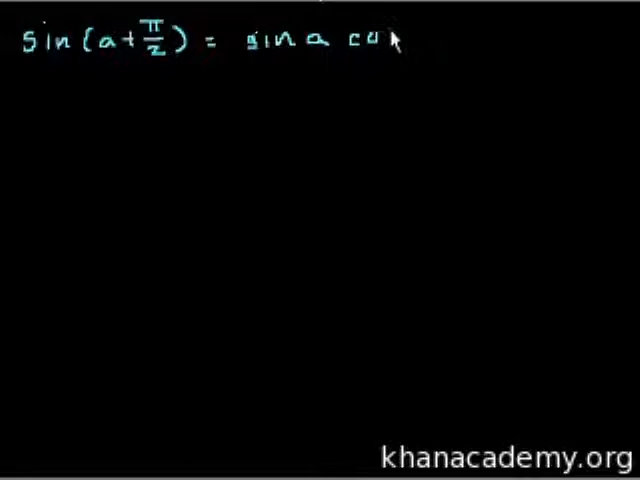 sin(a+π/2) = sin a co
khanacademy.org